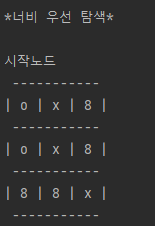 *너비 우선 탐색*
시작노드
-----------
| o | x | 8 |
-----------
| o | x | 8 |
-----------
| 8 | 8 | x |
-----------